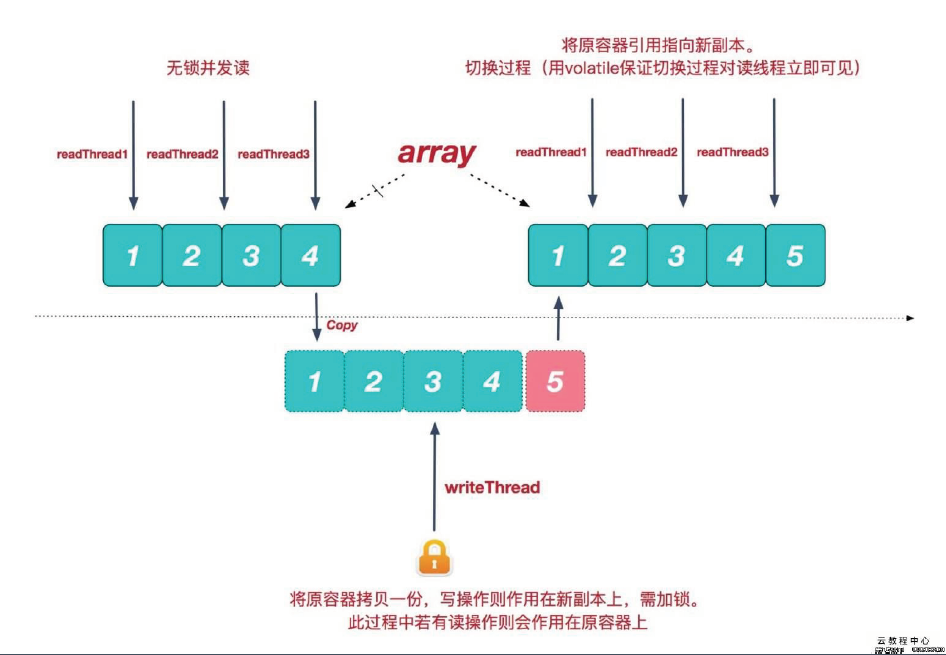 将原容器引用指向新副本。
无锁并发读
切换过程（用volatile保证切换过程对读线程立即可见）
readThread1 readThread2 readThread3
array
readThread1 readThread2 readThread3
1 2 3 4
1 2 3 4 5
Copy
1 2 3 4 5
writeThread
将原容器拷贝一份，写操作则作用在新副本上，需加锁。
此过程中若有读操作则会作用在原容器上
云教程中心